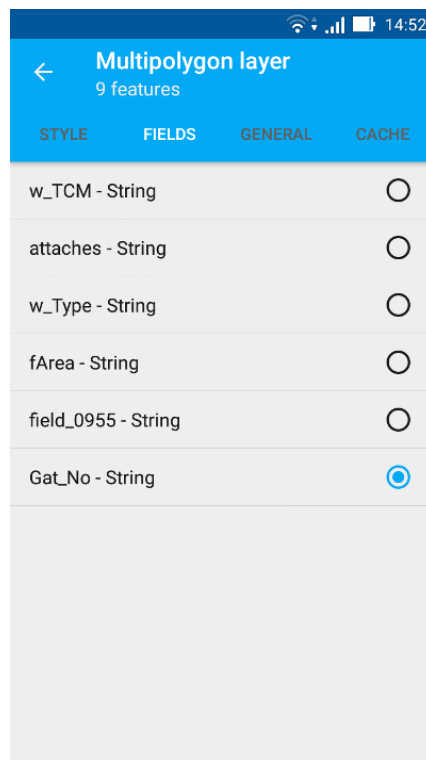 14:52
Multipolygon layer
9 features
STYLE FIELDS GENERAL CACHE
w_TCM - String
attaches - String
w_Type - String
fArea - String
field_0955 - String
Gat_No - String